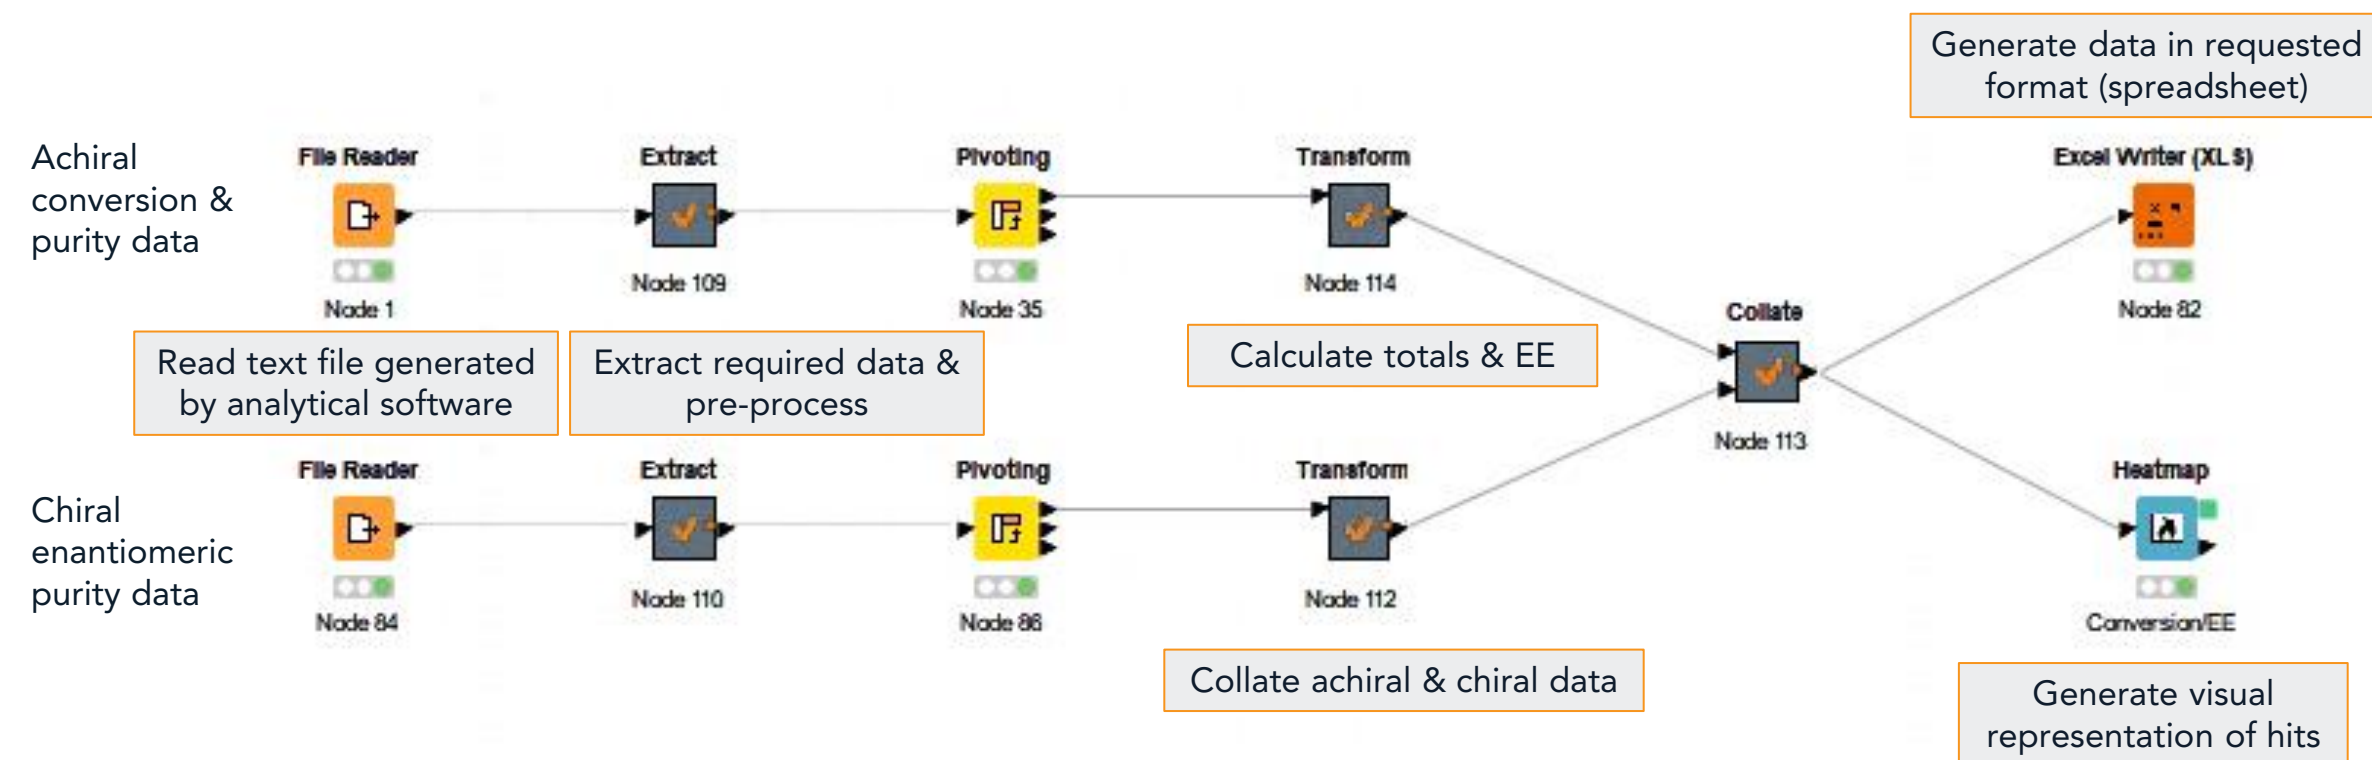 Generate data in requested
format (spreadsheet)
Achiral
conversion &
purity data
File Reader
Extract
Pivoting
Transform
Excel Writer (XLS)
Node 1
Node 109
Node 35
Node 114
Collate
Node 82
Read text file generated
by analytical software
Extract required data &
pre-process
Calculate totals & EE
Node 113
Chiral
enantiomeric
purity data
File Reader
Extract
Pivoting
Transform
Heatmap
Node 84
Node 110
Node 86
Node 112
Conversion/EE
Collate achiral & chiral data
Generate visual
representation of hits